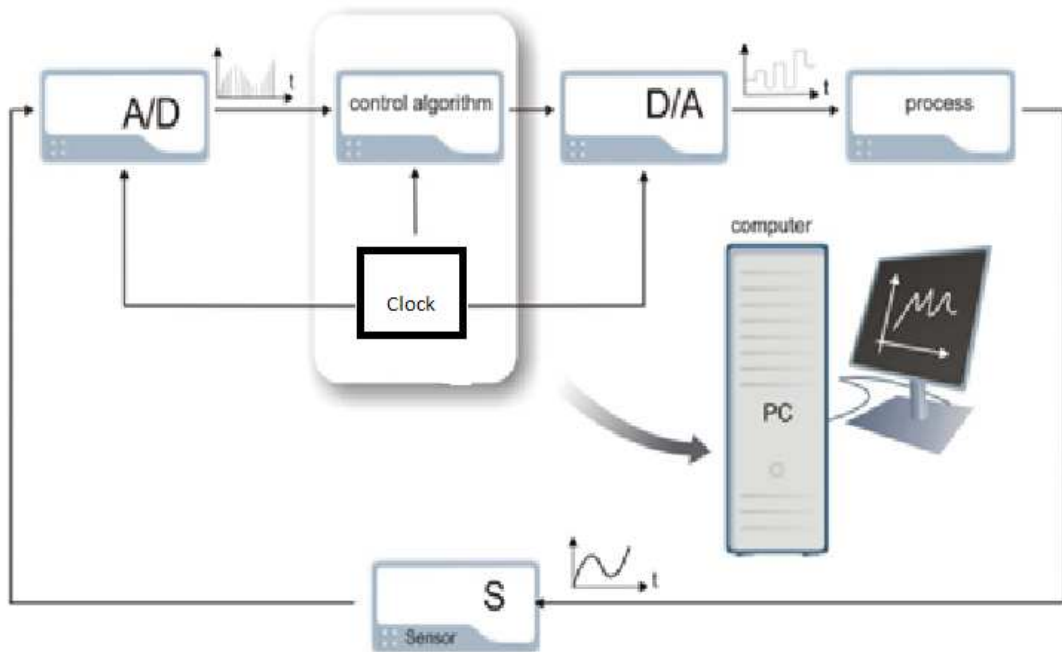 A/D
t
control algorithm
D/A
t
process
Clock
computer
PC
t
S
Sensor